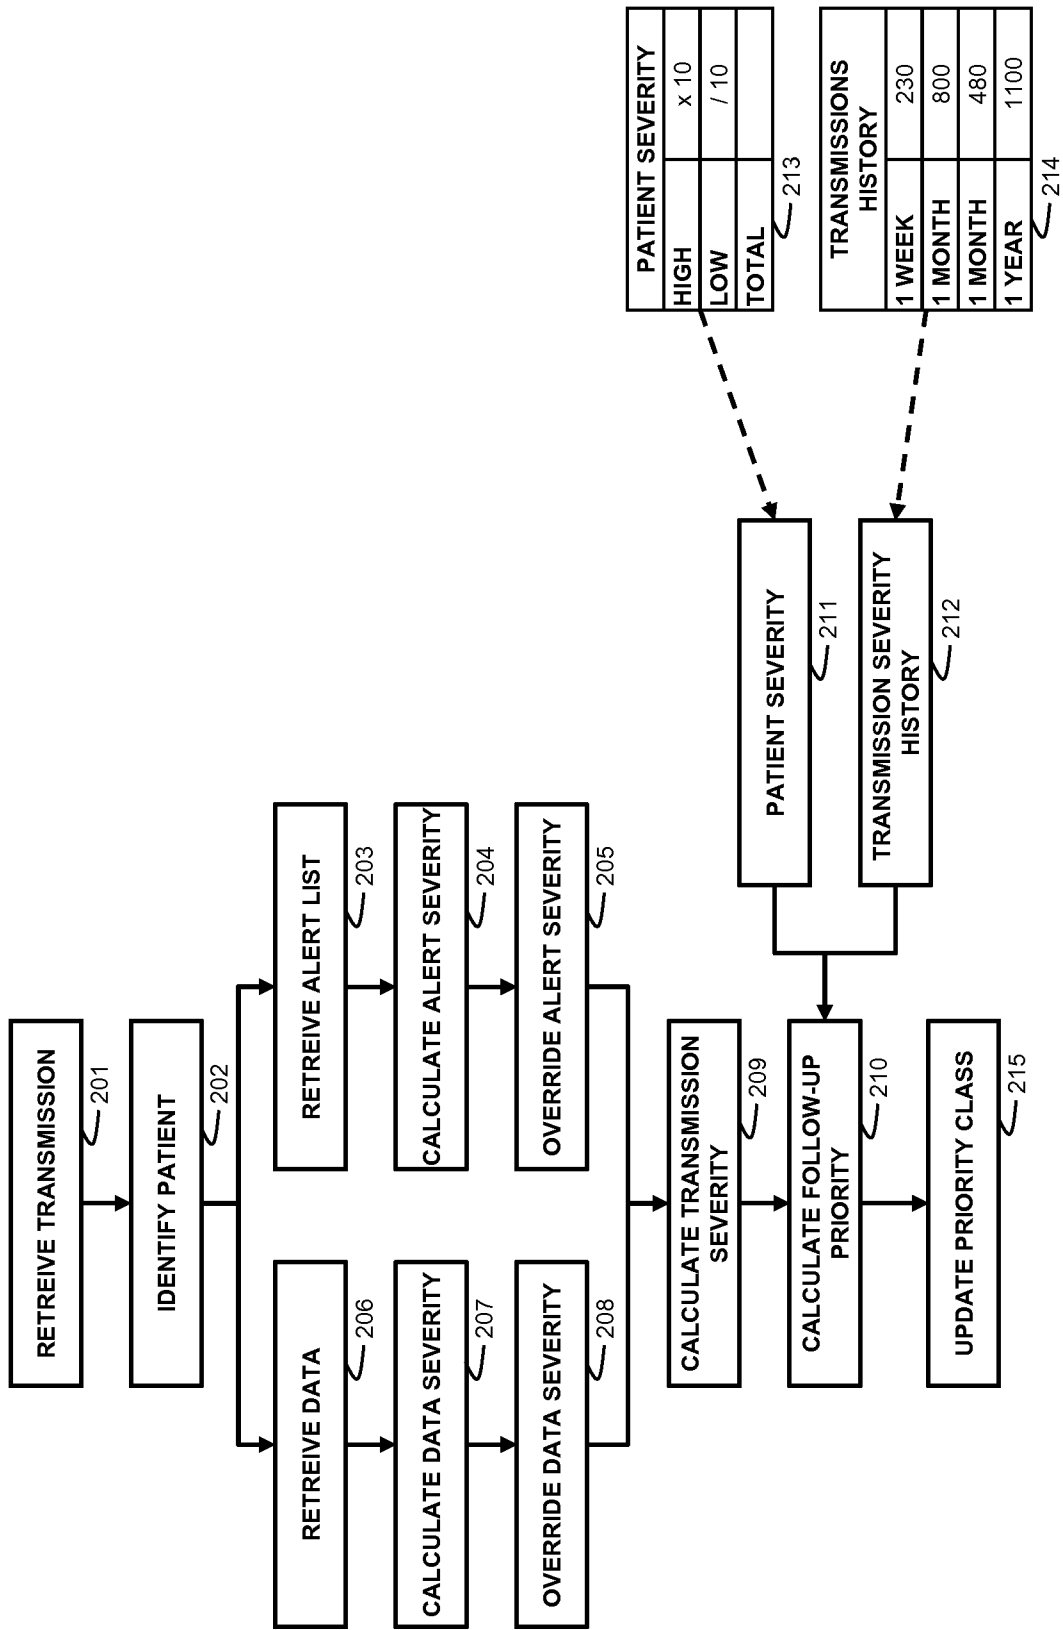 RETREIVE TRANSMISSION
201
IDENTIFY PATIENT
202
RETREIVE DATA
206
CALCULATE DATA SEVERITY
207
OVERRIDE DATA SEVERITY
208
RETREIVE ALERT LIST
203
CALCULATE ALERT SEVERITY
204
OVERRIDE ALERT SEVERITY
205
CALCULATE TRANSMISSION
SEVERITY
209
CALCULATE FOLLOW-UP
PRIORITY
210
UPDATE PRIORITY CLASS
215
PATIENT SEVERITY
211
TRANSMISSION SEVERITY
HISTORY
212
PATIENT SEVERITY
HIGH x 10
LOW / 10
TOTAL
213
TRANSMISSIONS
HISTORY
1 WEEK 230
1 MONTH 800
1 MONTH 480
1 YEAR 1100
214